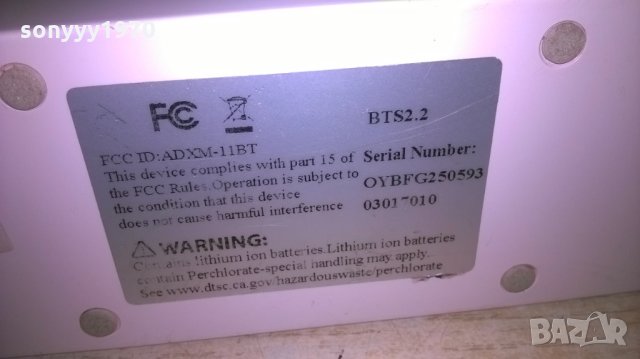 sonyyy1970
FC
BTS2.2
FCC ID:ADXM-11BT
This device complies with part 15 of
the FCC Rules.Operation is subject to
the condition that this device
does not cause harmful interference
Serial Number:
OYBFG250593
03017010
WARNING:
Contains lithium ion batteries.Lithium ion batteries
contain Perchlorate-special handling may apply.
See www.dtsc.ca.gov/hazardouswaste/perchlorate
BAZAR
bg